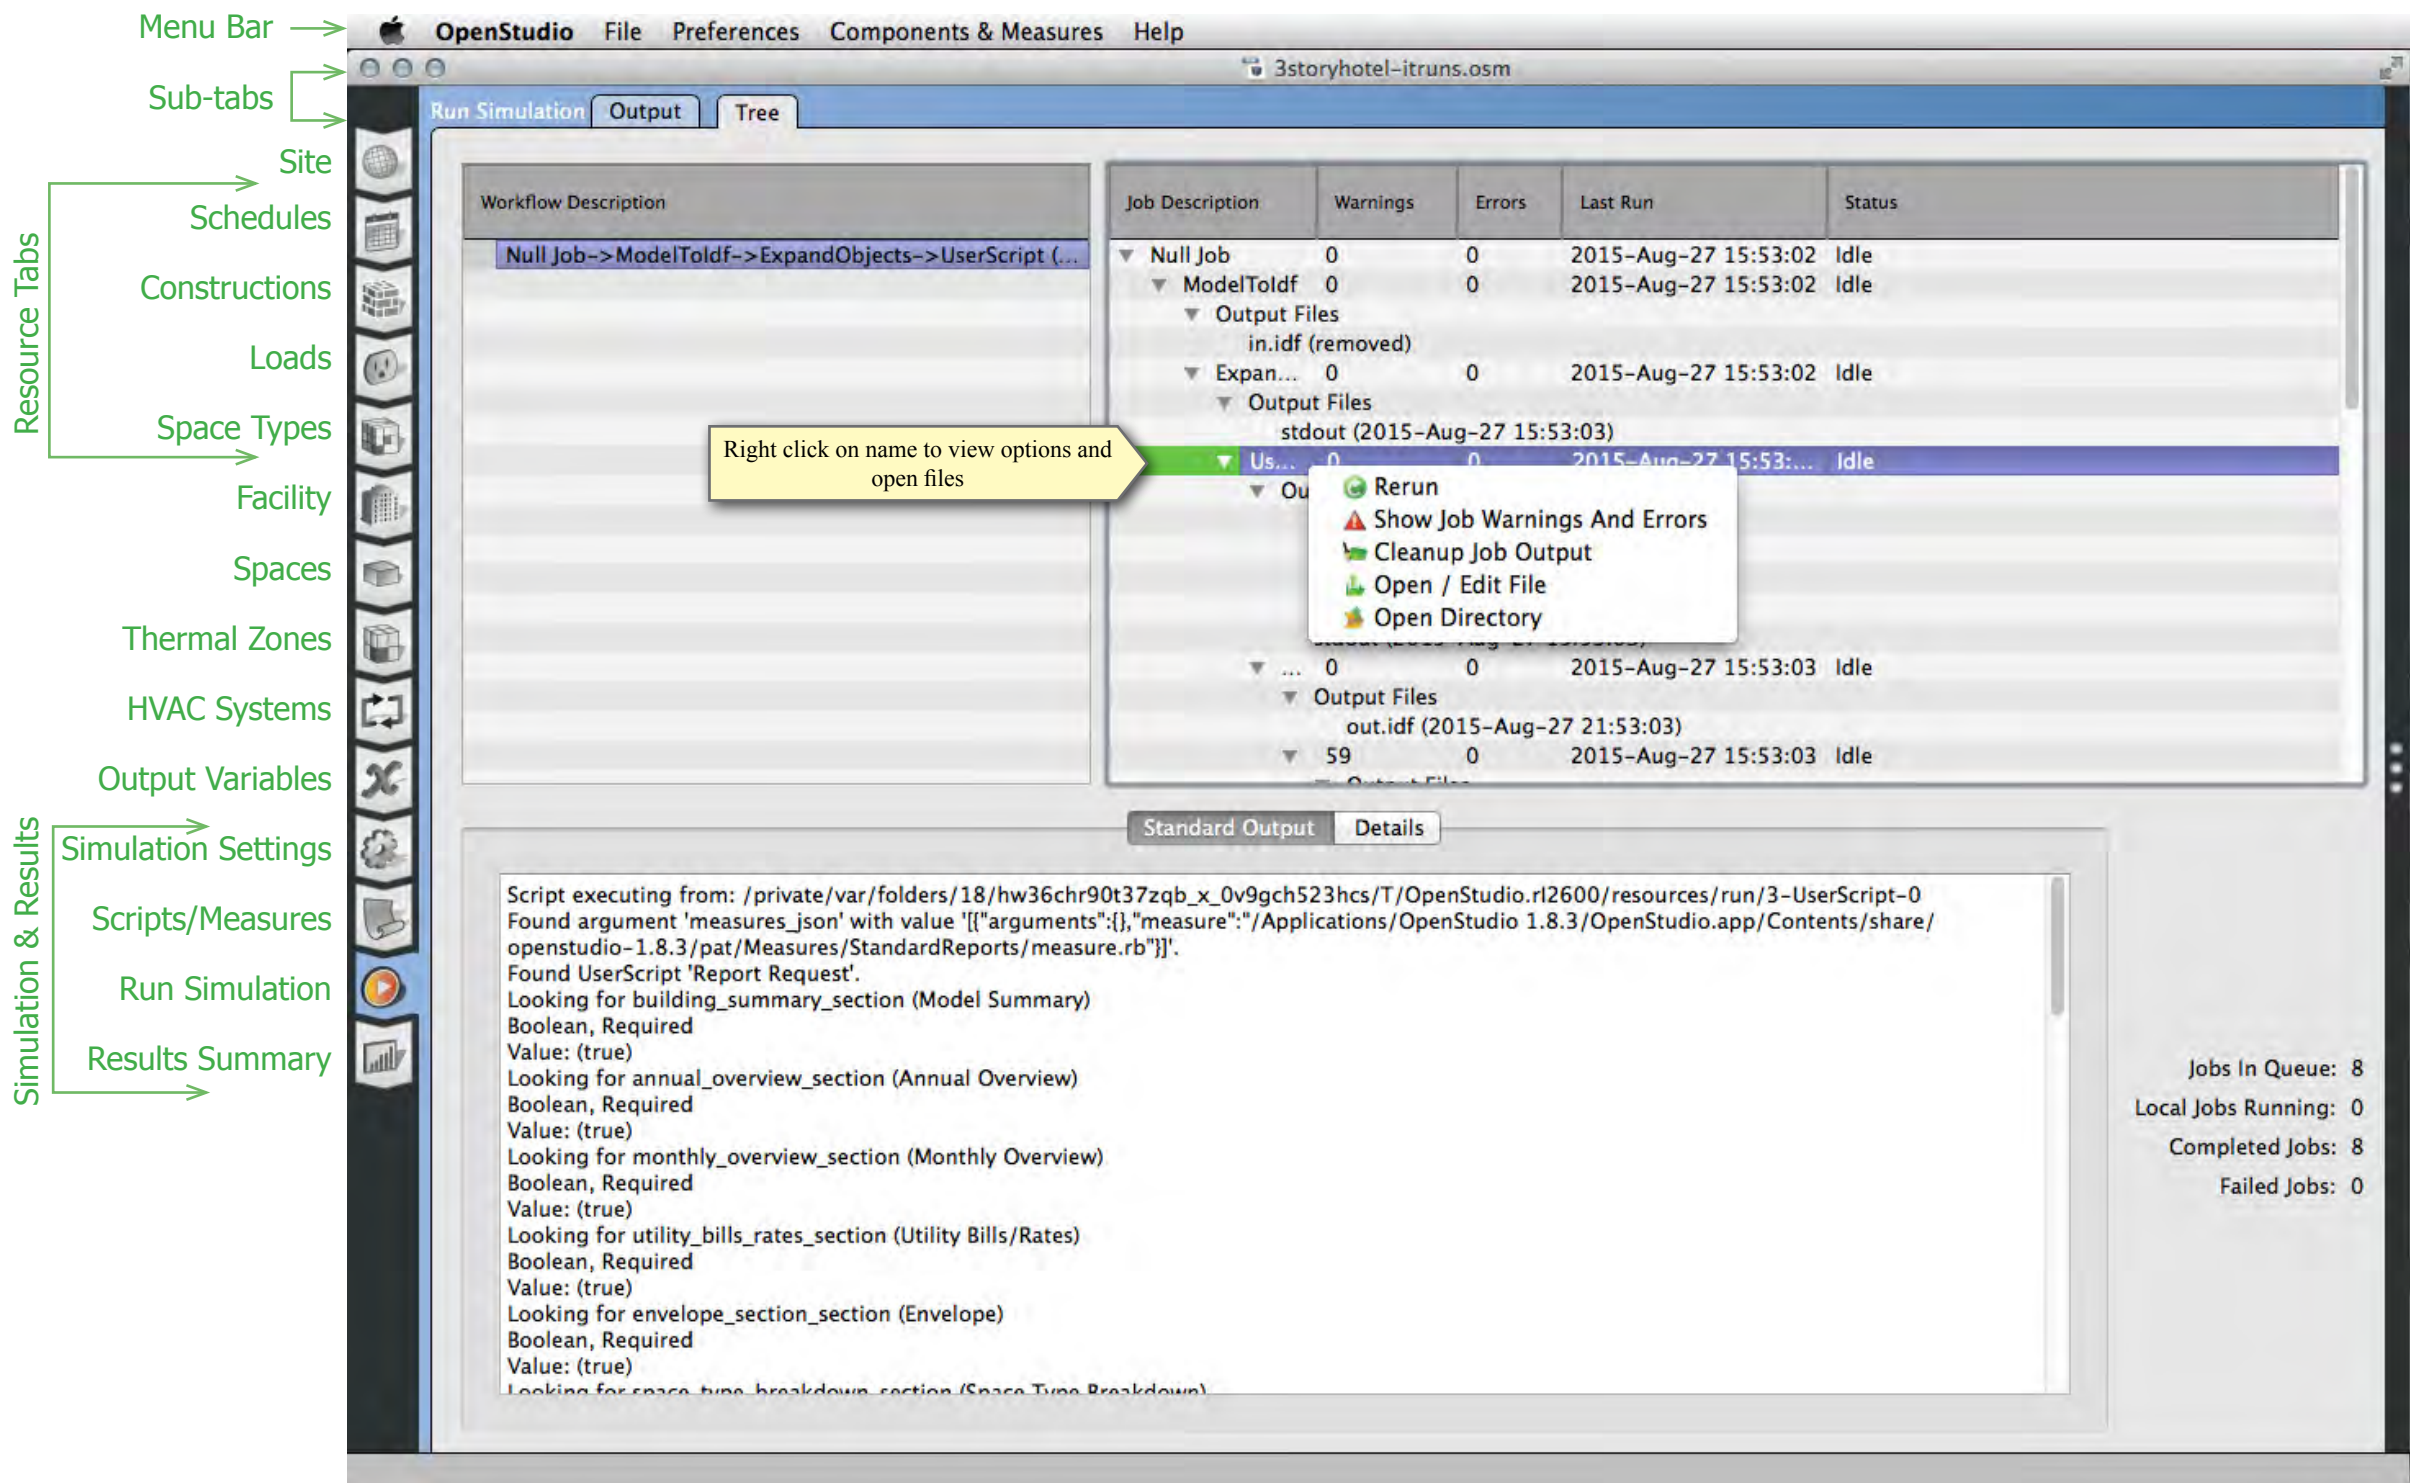 Menu Bar
OpenStudio File Preferences Components & Measures Help
3storyhotel-itruns.osm
Sub-tabs
Run Simulation Output Tree
Site
Resource Tabs
Schedules
Constructions
Loads
Space Types
Facility
Spaces
Thermal Zones
HVAC Systems
Output Variables
Simulation & Results
Simulation Settings
Scripts/Measures
Run Simulation
Results Summary
Workflow Description
Null Job->ModelToIdf->ExpandObjects->UserScript (...
Job Description Warnings Errors Last Run Status
Null Job 0 0 2015-Aug-27 15:53:02 Idle
ModelToIdf 0 0 2015-Aug-27 15:53:02 Idle
Output Files
in.idf (removed)
Expan... 0 0 2015-Aug-27 15:53:02 Idle
Output Files
stdout (2015-Aug-27 15:53:03)
Right click on name to view options and
open files
Us... 0 0 2015-Aug-27 15:53:... Idle
Ou
Rerun
Show Job Warnings And Errors
Cleanup Job Output
Open / Edit File
Open Directory
... 0 0 2015-Aug-27 15:53:03 Idle
Output Files
out.idf (2015-Aug-27 21:53:03)
59 0 2015-Aug-27 15:53:03 Idle
Output Files
Standard Output Details
Script executing from: /private/var/folders/18/hw36chr90t37zqb_x_0v9gch523hcs/T/OpenStudio.rl2600/resources/run/3-UserScript-0
Found argument 'measures_json' with value '[{"arguments":{},"measure":"/Applications/OpenStudio 1.8.3/OpenStudio.app/Contents/share/
openstudio-1.8.3/pat/Measures/StandardReports/measure.rb"}]'.
Found UserScript 'Report Request'.
Looking for building_summary_section (Model Summary)
Boolean, Required
Value: (true)
Looking for annual_overview_section (Annual Overview)
Boolean, Required
Value: (true)
Looking for monthly_overview_section (Monthly Overview)
Boolean, Required
Value: (true)
Looking for utility_bills_rates_section (Utility Bills/Rates)
Boolean, Required
Value: (true)
Looking for envelope_section_section (Envelope)
Boolean, Required
Value: (true)
Looking for space_type_breakdown_section (Space Type Breakdown)
Jobs In Queue: 8
Local Jobs Running: 0
Completed Jobs: 8
Failed Jobs: 0